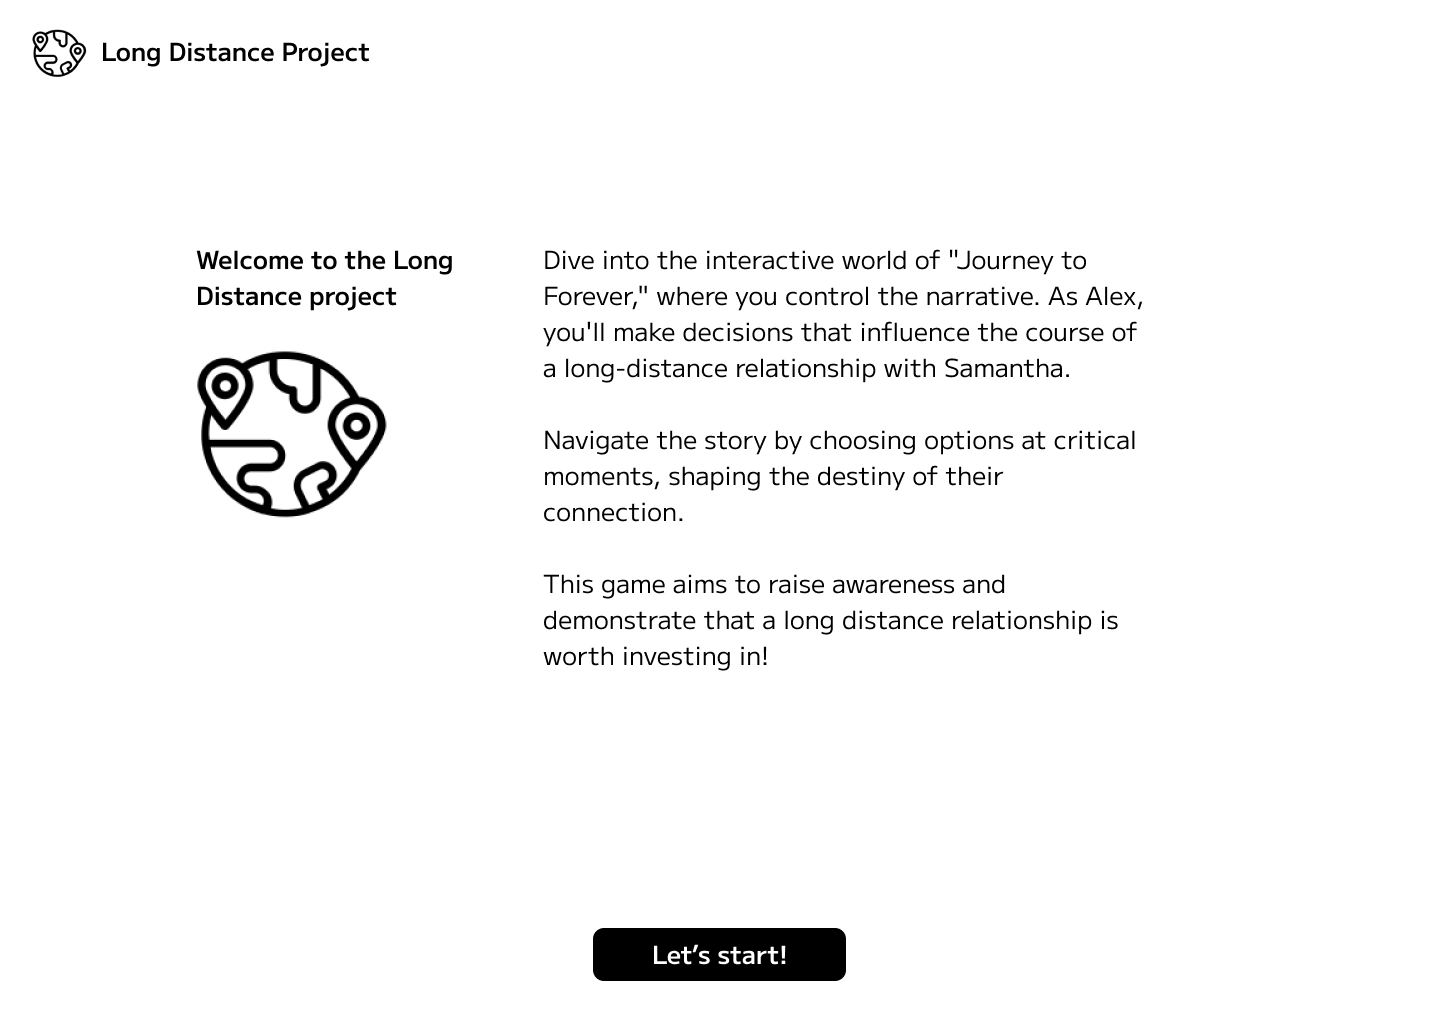 Long Distance Project
Welcome to the Long
Distance project
Dive into the interactive world of "Journey to
Forever," where you control the narrative. As Alex,
you'll make decisions that influence the course of
a long-distance relationship with Samantha.
Navigate the story by choosing options at critical
moments, shaping the destiny of their
connection.
This game aims to raise awareness and
demonstrate that a long distance relationship is
worth investing in!
Let’s start!